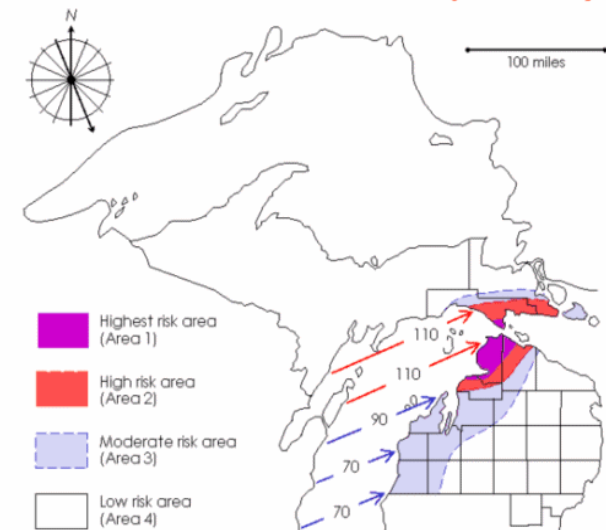 N
100 miles
110
110
90
70
70
Highest risk area
(Area 1)
High risk area
(Area 2)
Moderate risk area
(Area 3)
Low risk area
(Area 4)